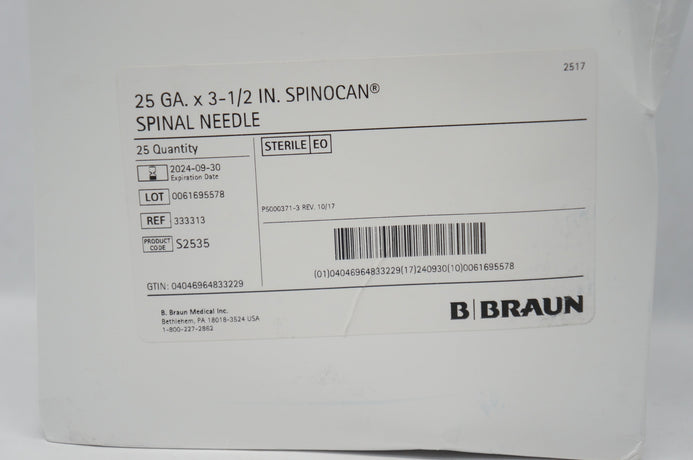 2517
25 GA. x 3-1/2 IN. SPINOCAN®
SPINAL NEEDLE
25 Quantity
STERILE EO
2024-09-30
Expiration Date
LOT 0061695578
REF 333313
P5000371-3 REV. 10/17
PRODUCT CODE S2535
(01)04046964833229(17)240930(10)0061695578
GTIN: 04046964833229
B. Braun Medical Inc.
Bethlehem, PA 18018-3524 USA
1-800-227-2862
B|BRAUN